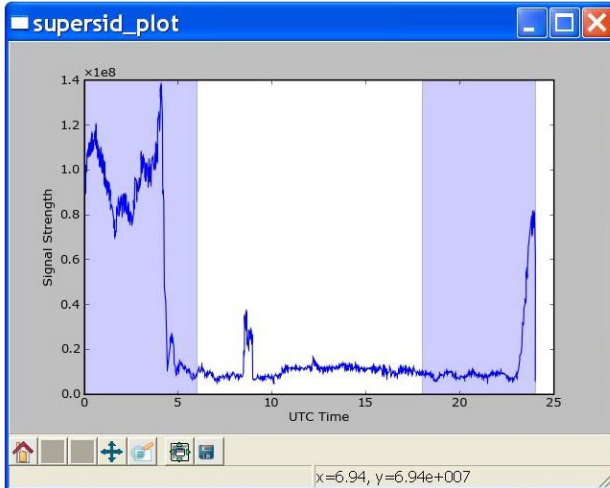 supersid_plot
×1e8
1.4
1.2
1.0
0.8
0.6
0.4
0.2
0.0
Signal Strength
0 5 10 15 20 25
UTC Time
x=6.94, y=6.94e+007